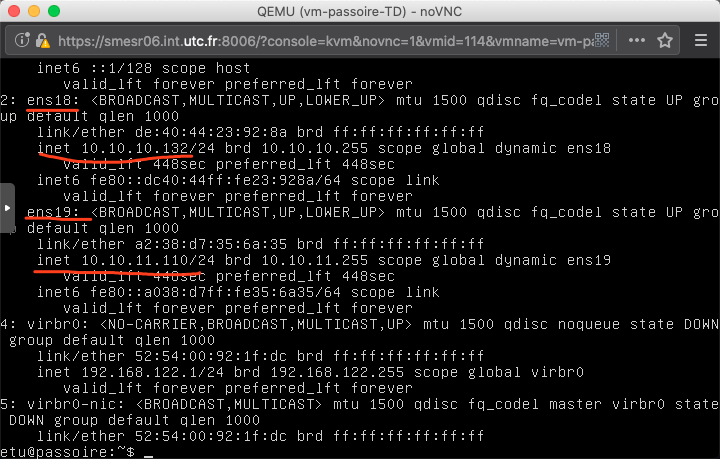 QEMU (vm-passoire-TD) - noVNC
https://smesr06.int.utc.fr:8006/?console=kvm&novnc=1&vmid=114&vmname=vm-pa
inet6 ::1/128 scope host
valid_lft forever preferred_lft forever
2: ens18: <BROADCAST,MULTICAST,UP,LOWER_UP> mtu 1500 qdisc fq_codel state UP gro
up default qlen 1000
link/ether de:40:44:23:92:8a brd ff:ff:ff:ff:ff:ff
inet 10.10.10.132/24 brd 10.10.10.255 scope global dynamic ens18
valid_lft 448sec preferred_lft 448sec
inet6 fe80::dc40:44ff:fe23:928a/64 scope link
valid_lft forever preferred_lft forever
ens19: <BROADCAST,MULTICAST,UP,LOWER_UP> mtu 1500 qdisc fq_codel state UP gro
p default qlen 1000
link/ether a2:38:d7:35:6a:35 brd ff:ff:ff:ff:ff:ff
inet 10.10.11.110/24 brd 10.10.11.255 scope global dynamic ens19
valid_lft 448sec preferred_lft 448sec
inet6 fe80::a038:d7ff:fe35:6a35/64 scope link
valid_lft forever preferred_lft forever
4: virbr0: <NO-CARRIER,BROADCAST,MULTICAST,UP> mtu 1500 qdisc noqueue state DOWN
group default qlen 1000
link/ether 52:54:00:92:1f:dc brd ff:ff:ff:ff:ff:ff
inet 192.168.122.1/24 brd 192.168.122.255 scope global virbr0
valid_lft forever preferred_lft forever
5: virbr0-nic: <BROADCAST,MULTICAST> mtu 1500 qdisc fq_codel master virbr0 state
DOWN group default qlen 1000
link/ether 52:54:00:92:1f:dc brd ff:ff:ff:ff:ff:ff
etu@passoire:~$ _